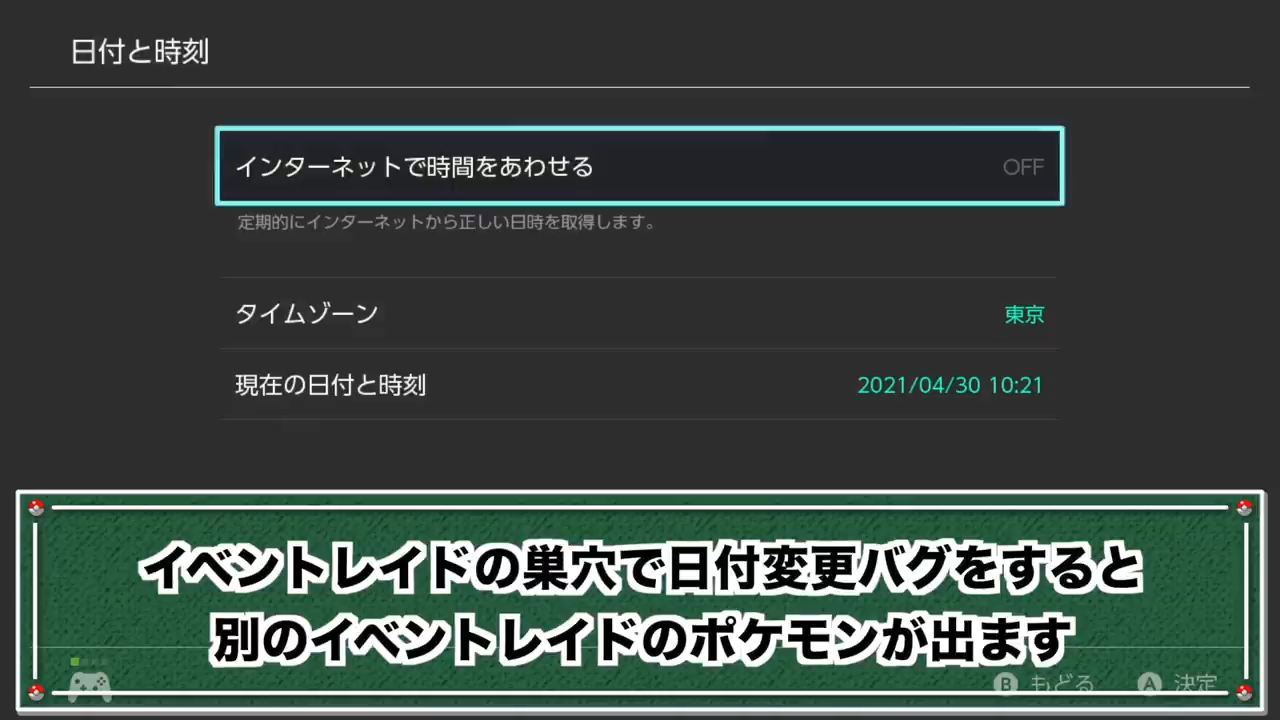 日付と時刻
インターネットで時間をあわせる OFF
定期的にインターネットから正しい日時を取得します。
タイムゾーン 東京
現在の日付と時刻 2021/04/30 10:21
イベントレイドの巣穴で日付変更バグをすると
別のイベントレイドのポケモンが出ます
B もどる A 決定